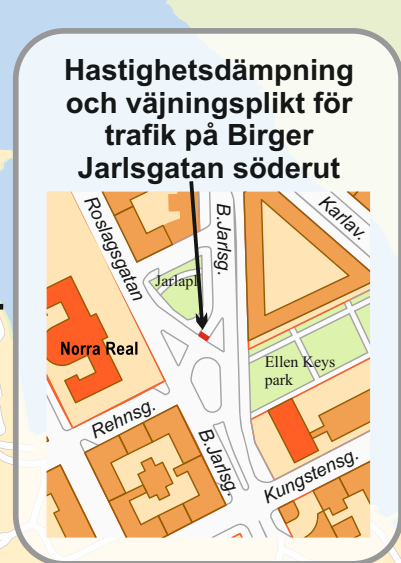 Hastighetsdämpning
och väjningsplikt för
trafik på Birger
Jarlsgatan söderut
Roslagsgatan
B.Jarlsg.
Karlav.
Jarlapl
Norra Real
Ellen Keys
park
Rehnsg.
B.Jarlsg.
Kungstensg.